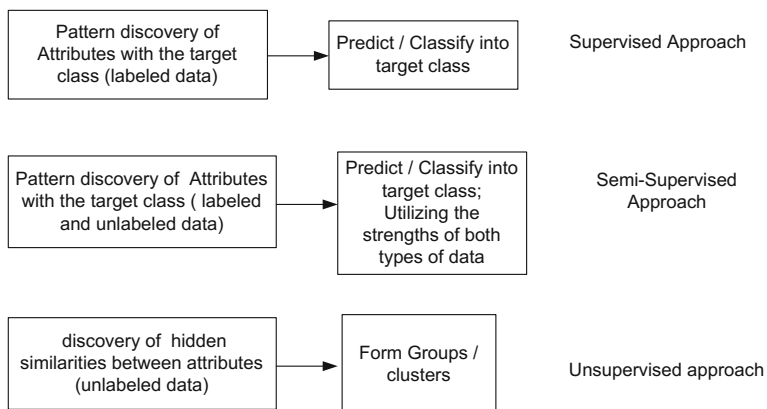 Pattern discovery of
Attributes with the target
class (labeled data)
Predict / Classify into
target class
Supervised Approach
Pattern discovery of Attributes
with the target class ( labeled
and unlabeled data)
Predict / Classify into
target class;
Utilizing the
strengths of both
types of data
Semi-Supervised
Approach
discovery of hidden
similarities between attributes
(unlabeled data)
Form Groups /
clusters
Unsupervised approach